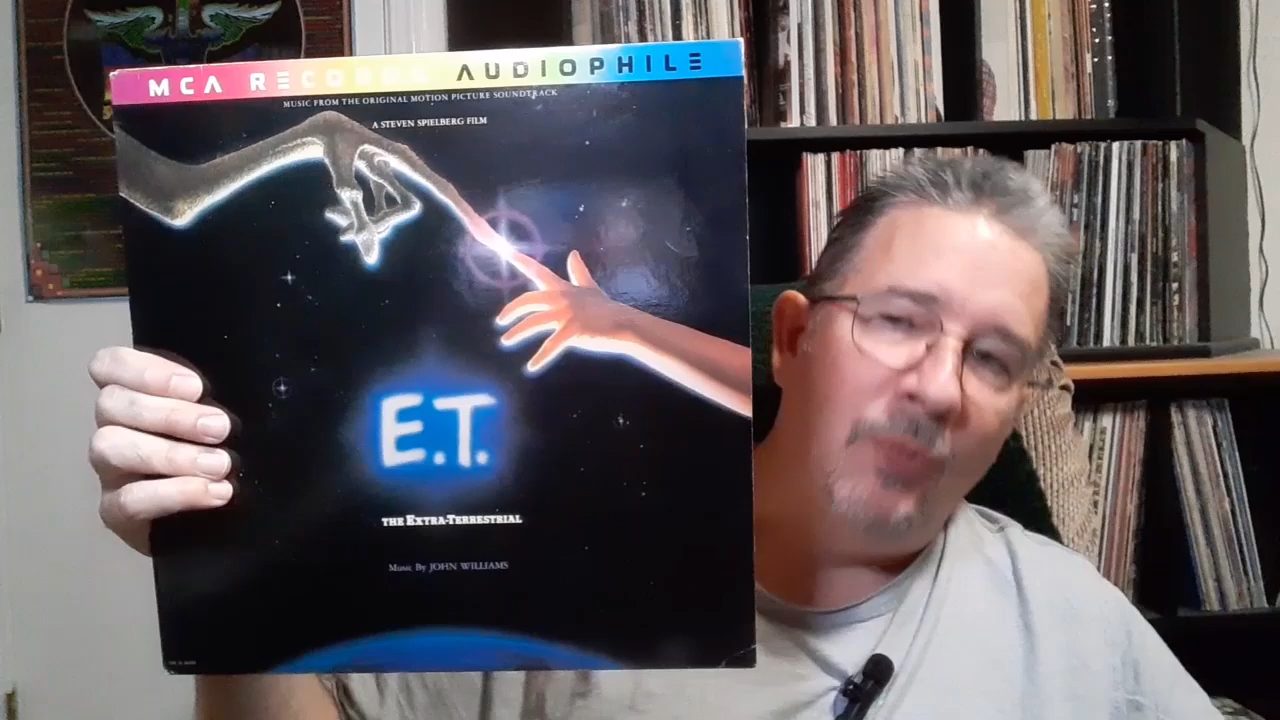 MCA RECORDS AUDIOPHILE
MUSIC FROM THE ORIGINAL MOTION PICTURE SOUNDTRACK
A STEVEN SPIELBERG FILM
E.T.
THE EXTRA-TERRESTRIAL
Music By JOHN WILLIAMS